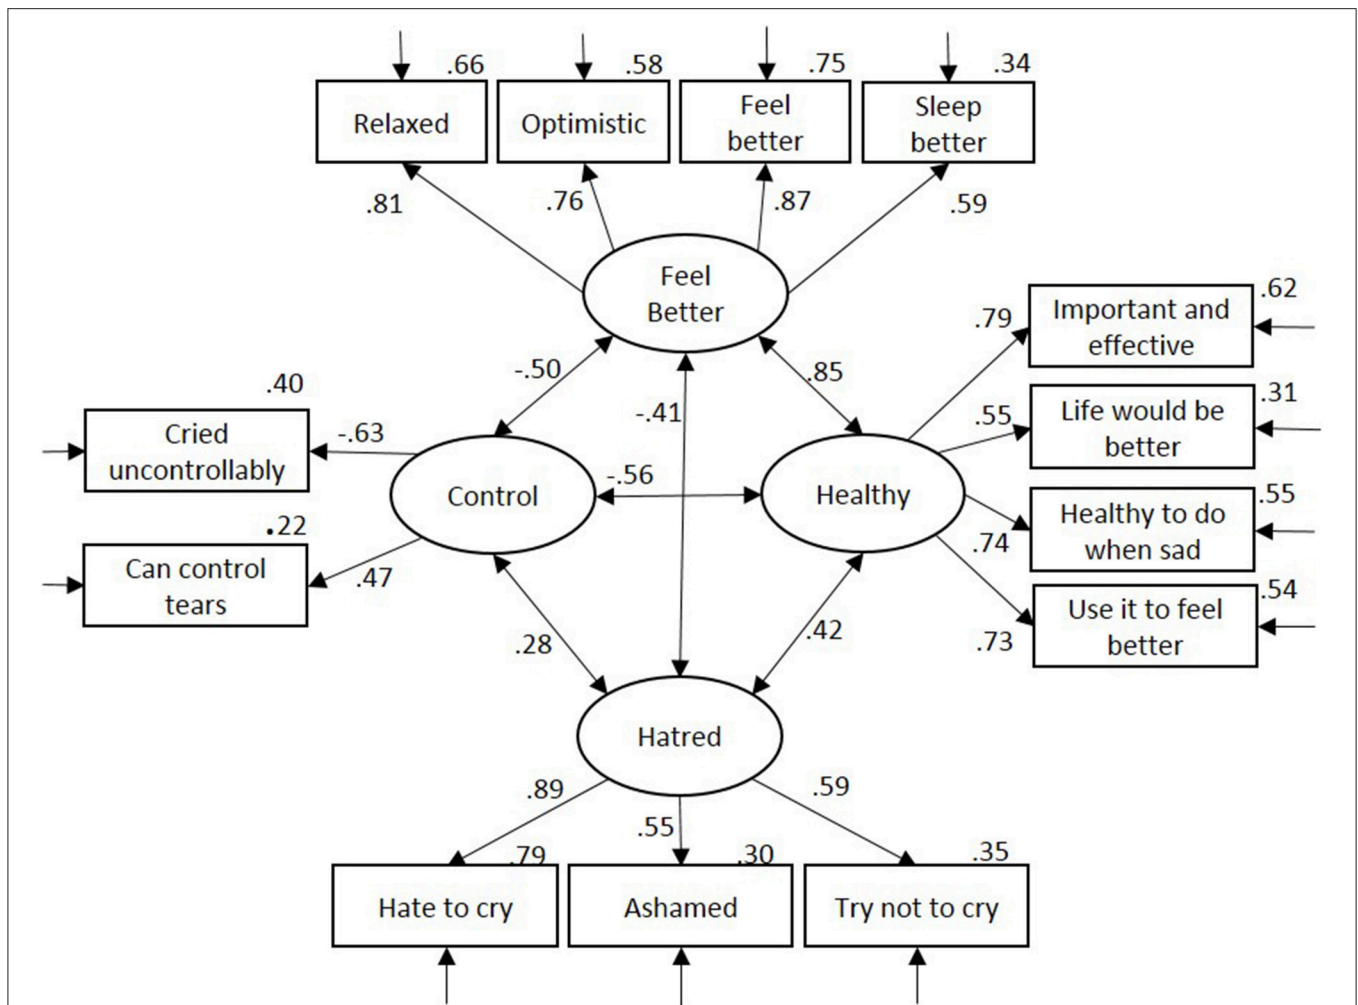 .66
.58
.75
.34
Relaxed
Optimistic
Feel
better
Sleep
better
.81
.76
.87
.59
Feel
Better
.62
.79
Important and
effective
-.50
.85
.40
-.41
.31
.55
Life would be
better
Cried
uncontrollably
-.63
Control
-.56
Healthy
.55
Healthy to do
when sad
.74
.22
Can control
tears
.47
.54
Use it to feel
better
.73
.28
.42
Hatred
.89
.55
.59
.79
.30
.35
Hate to cry
Ashamed
Try not to cry